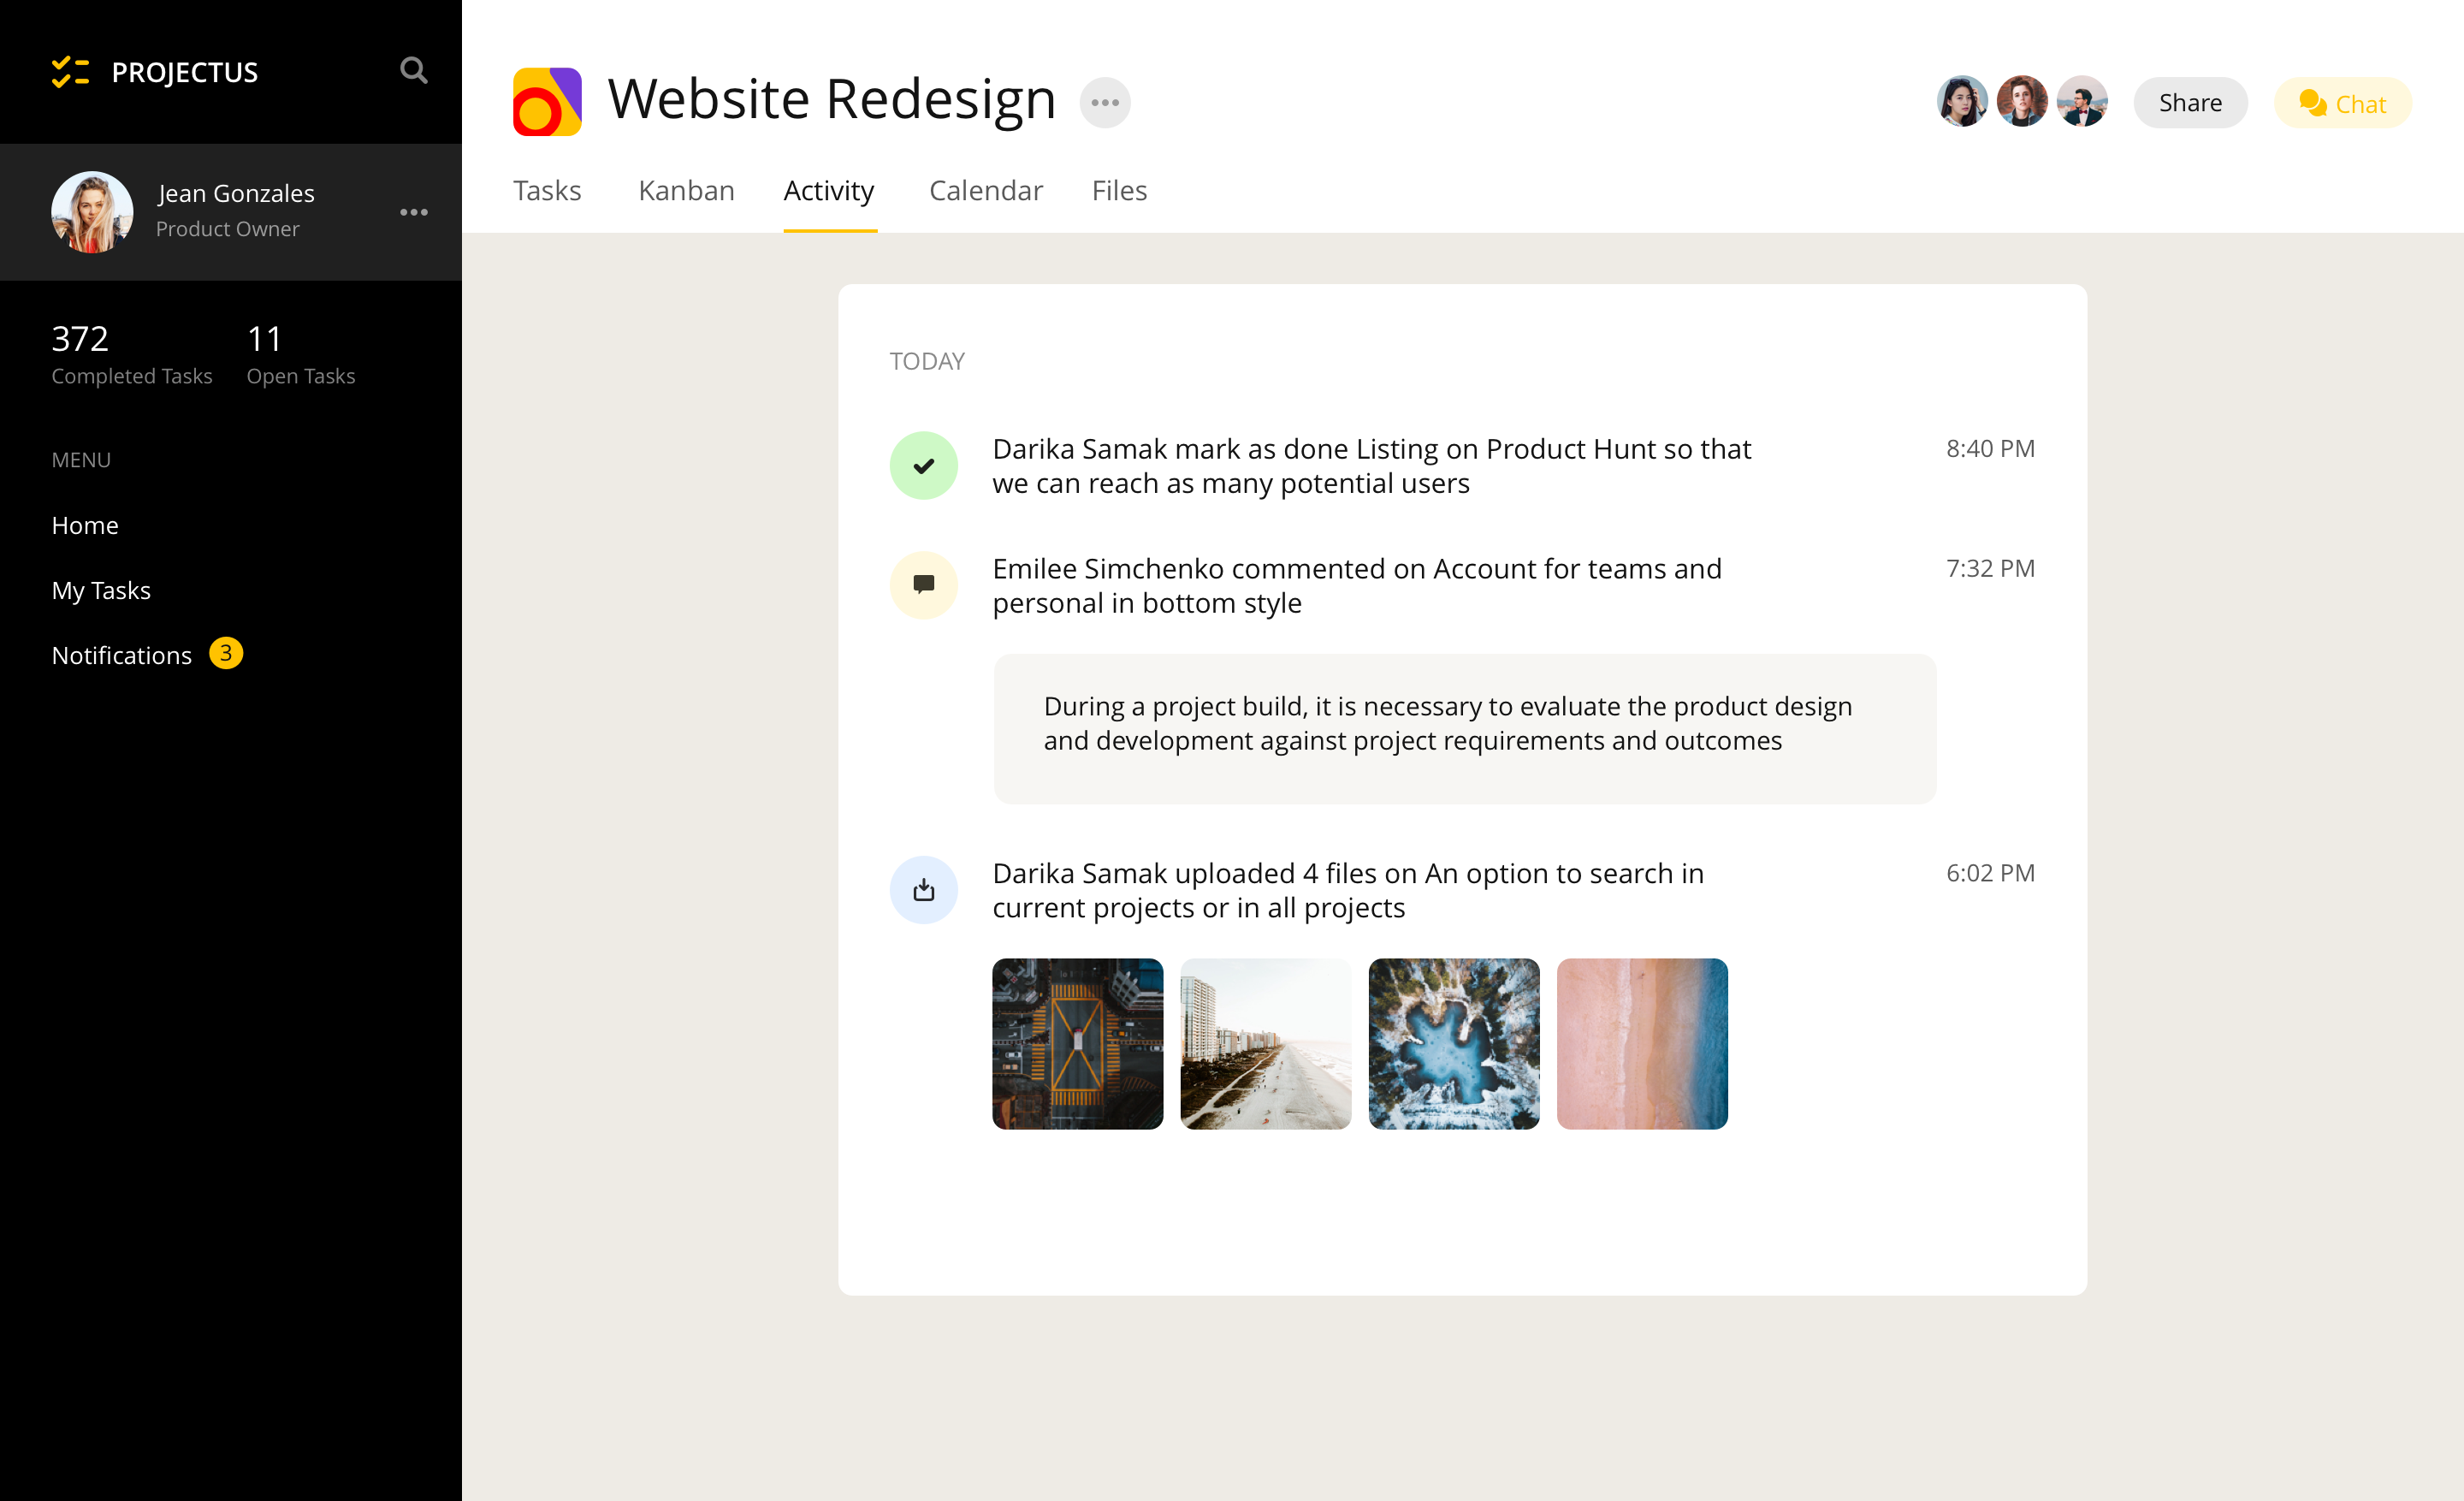 PROJECTUS
Jean Gonzales
Product Owner
372
Completed Tasks
11
Open Tasks
MENU
Home
My Tasks
Notifications 3
Website Redesign
Share
Chat
Tasks
Kanban
Activity
Calendar
Files
TODAY
Darika Samak mark as done Listing on Product Hunt so that
we can reach as many potential users
8:40 PM
Emilee Simchenko commented on Account for teams and
personal in bottom style
7:32 PM
During a project build, it is necessary to evaluate the product design
and development against project requirements and outcomes
Darika Samak uploaded 4 files on An option to search in
current projects or in all projects
6:02 PM